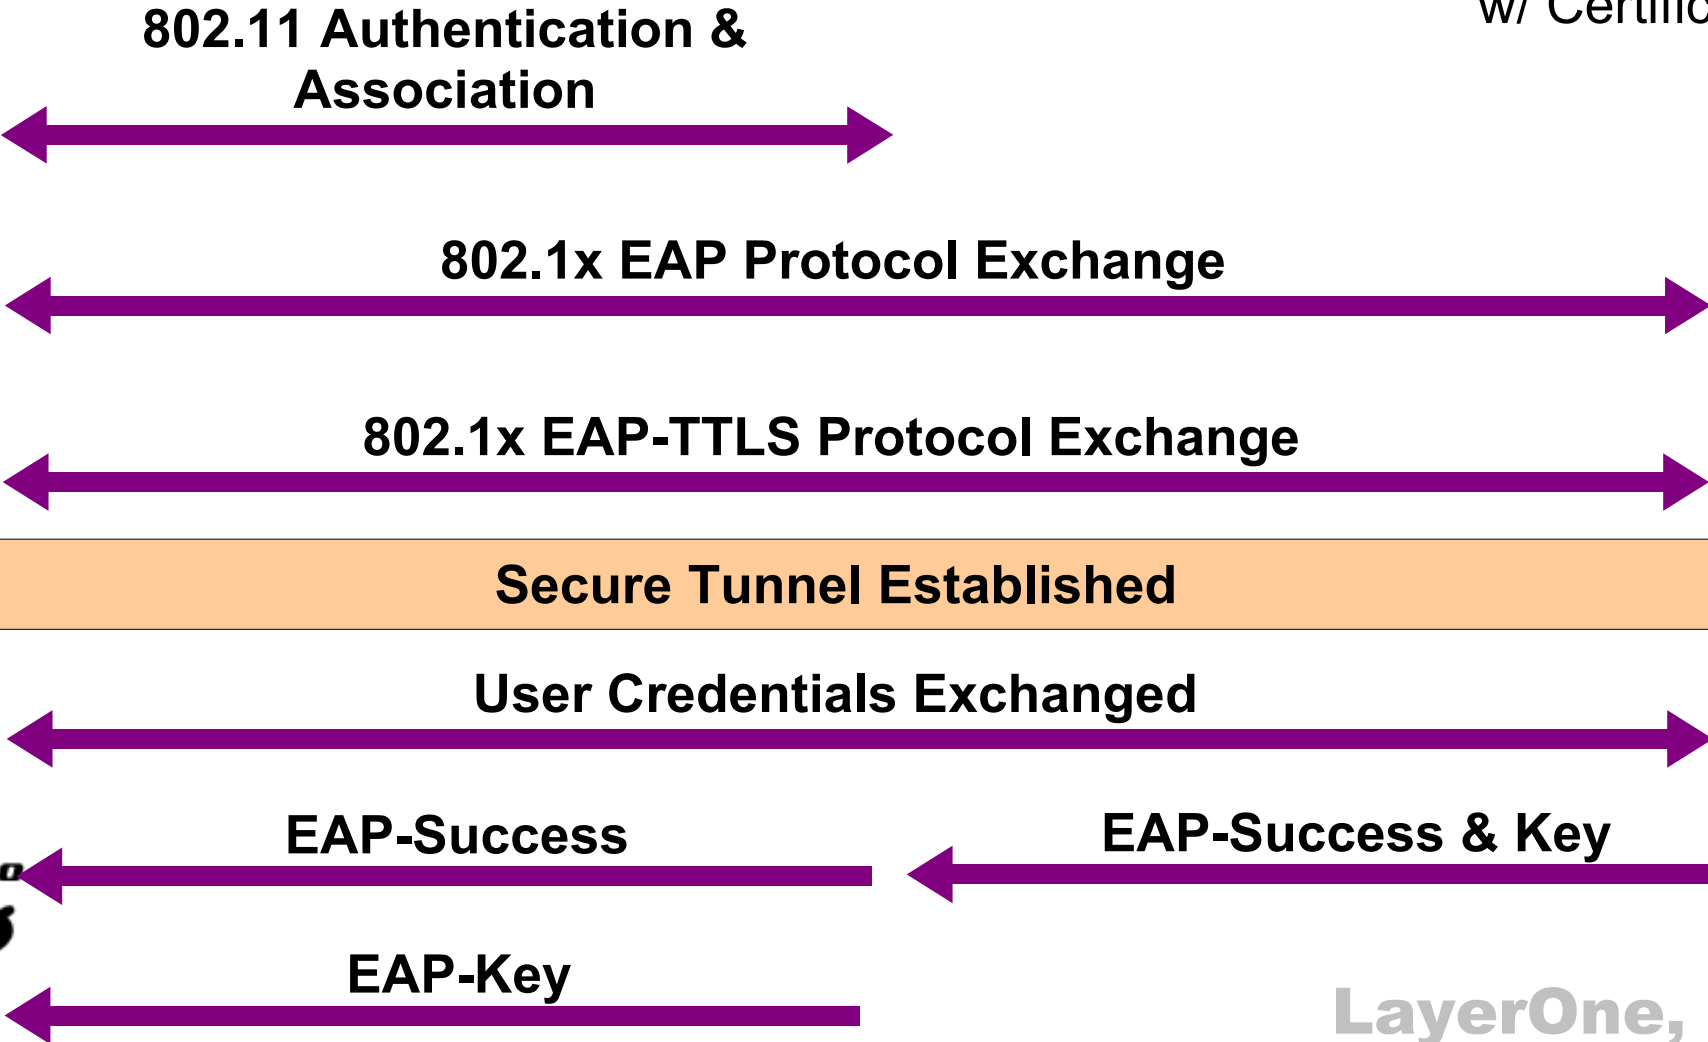 w/ Certific
802.11 Authentication &
Association
802.1x EAP Protocol Exchange
802.1x EAP-TTLS Protocol Exchange
Secure Tunnel Established
User Credentials Exchanged
EAP-Success
EAP-Success & Key
EAP-Key
LayerOne,